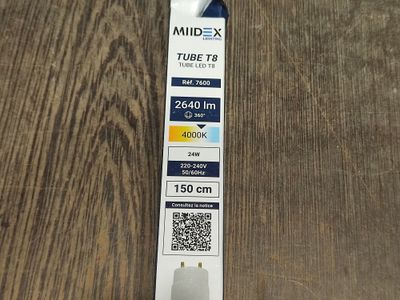 MIIDEX
LIGHTING
TUBE T8
TUBE LED T8
Réf. 7600
2640 lm
360°
4000K
24W
220-240V
50/60Hz
150 cm
Consultez la notice